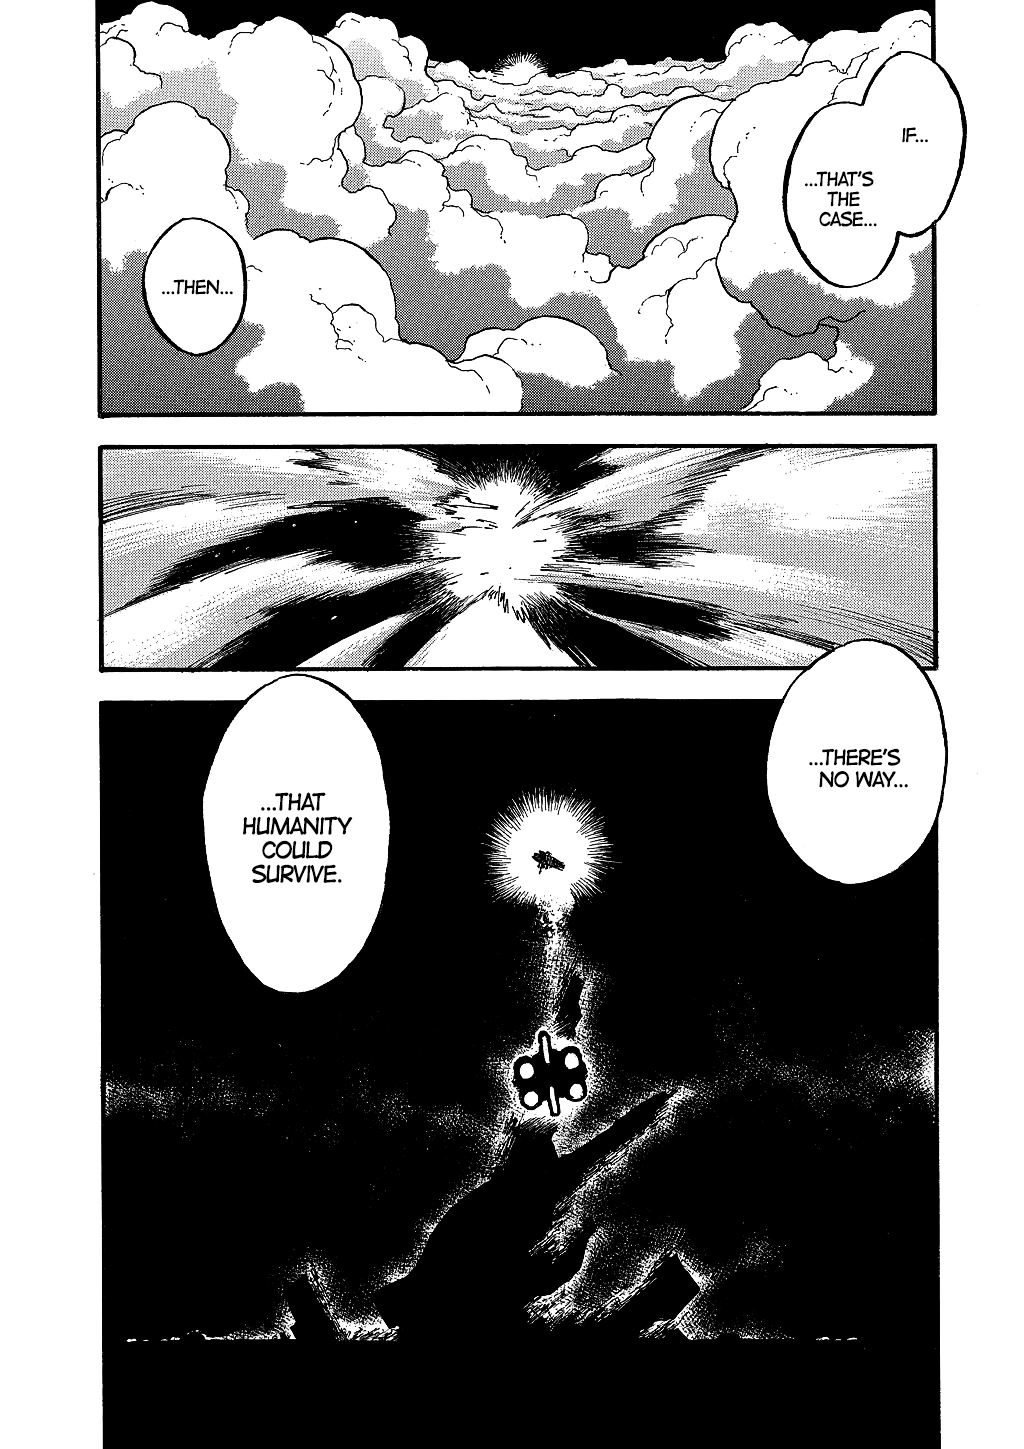 IF...
...THAT'S
THE
CASE...
...THEN...
...THERE'S
NO WAY...
...THAT
HUMANITY
COULD
SURVIVE.